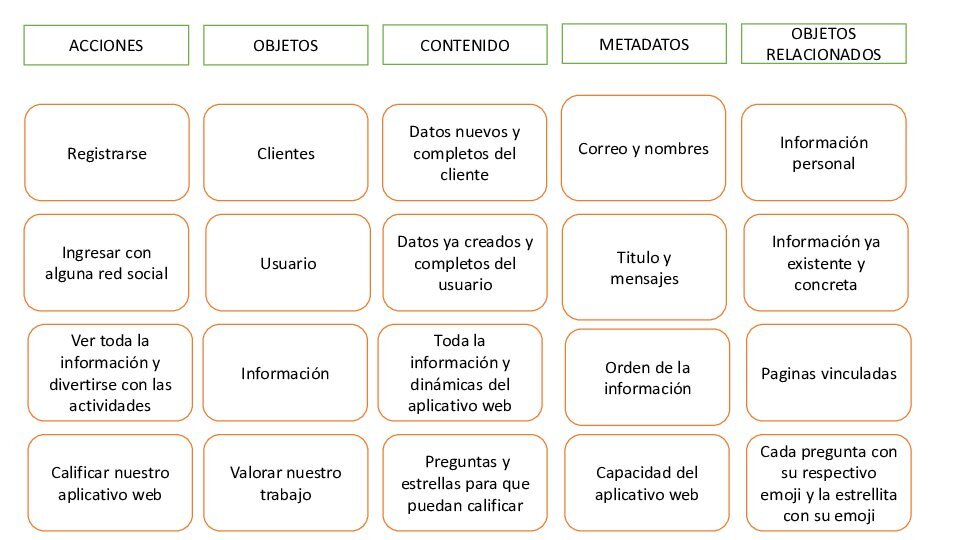 ACCIONES
OBJETOS
CONTENIDO
METADATOS
OBJETOS
RELACIONADOS
Registrarse
Clientes
Datos nuevos y
completos del
cliente
Correo y nombres
Información
personal
Ingresar con
alguna red social
Usuario
Datos ya creados y
completos del
usuario
Titulo y
mensajes
Información ya
existente y
concreta
Ver toda la
información y
divertirse con las
actividades
Información
Toda la
información y
dinámicas del
aplicativo web
Orden de la
información
Paginas vinculadas
Calificar nuestro
aplicativo web
Valorar nuestro
trabajo
Preguntas y
estrellas para que
puedan calificar
Capacidad del
aplicativo web
Cada pregunta con
su respectivo
emoji y la estrellita
con su emoji